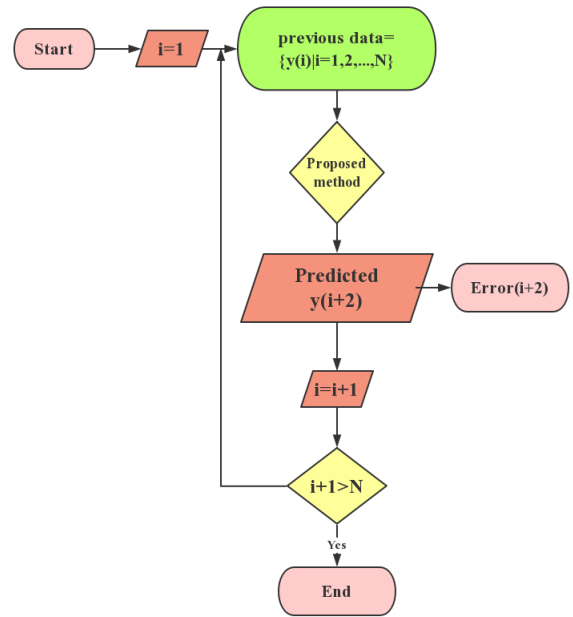 Start
i=1
previous data=
{y(i)|i=1,2,...,N}
Proposed
method
Predicted
y(i+2)
Error(i+2)
i=i+1
i+1>N
Yes
End